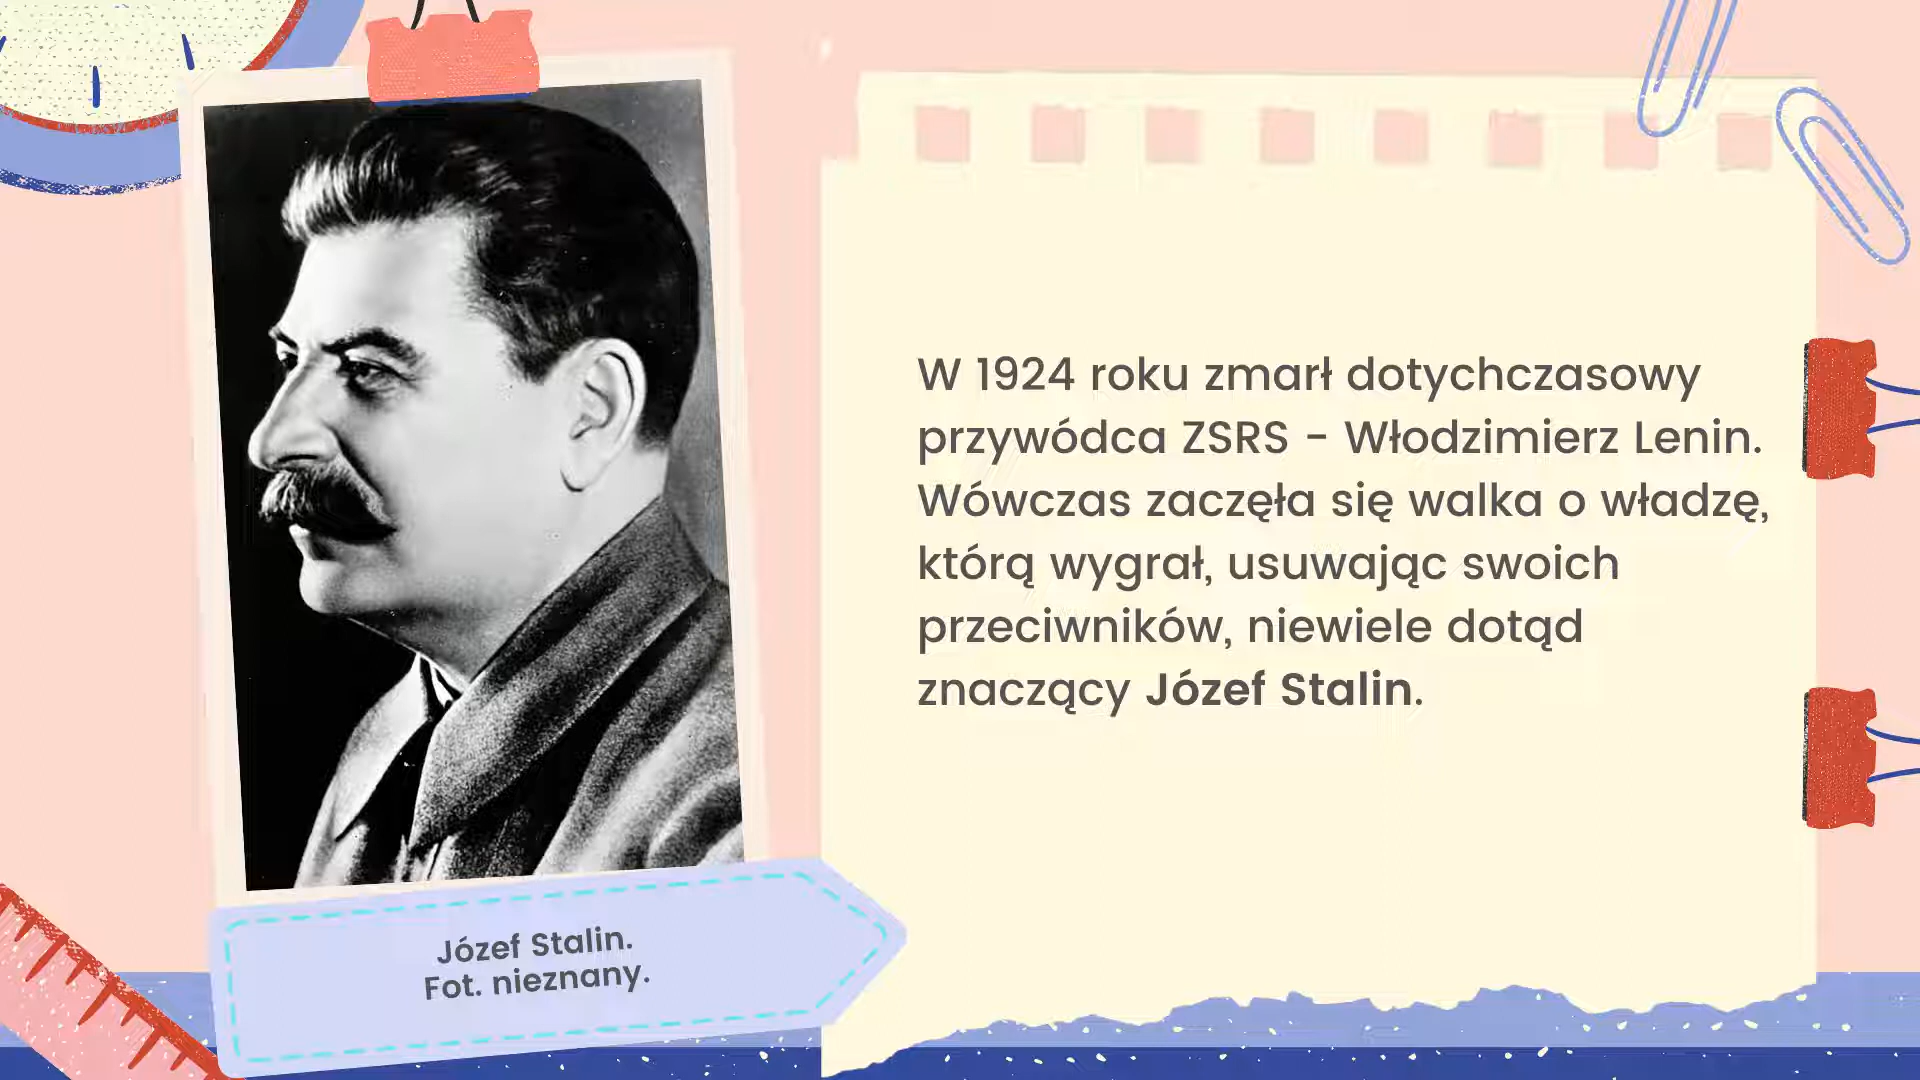 W 1924 roku zmarł dotychczasowy
przywódca ZSRS - Włodzimierz Lenin.
Wówczas zaczęła się walka o władzę,
którą wygrał, usuwając swoich
przeciwników, niewiele dotąd
znaczący Józef Stalin.
Józef Stalin.
Fot. nieznany.